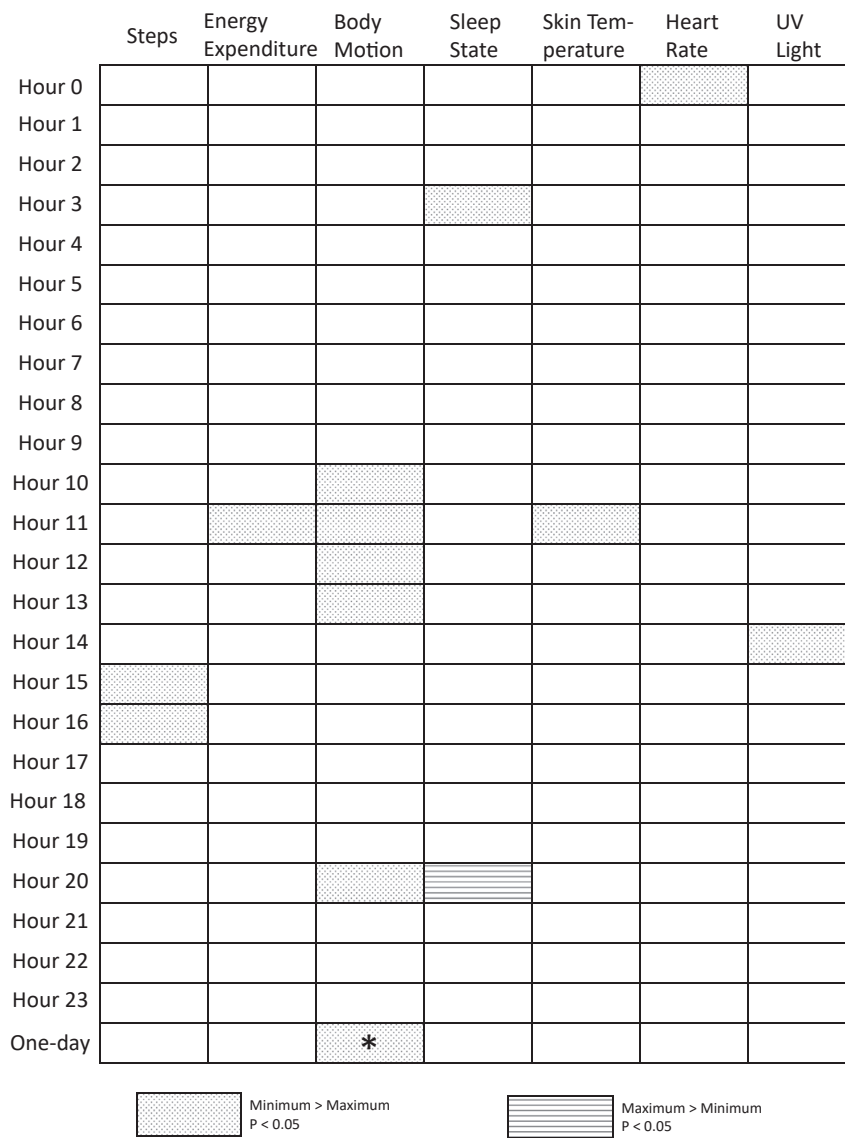 Steps
Energy
Expenditure
Body
Motion
Sleep
State
Skin Tem-
perature
Heart
Rate
UV
Light
Hour 0
Hour 1
Hour 2
Hour 3
Hour 4
Hour 5
Hour 6
Hour 7
Hour 8
Hour 9
Hour 10
Hour 11
Hour 12
Hour 13
Hour 14
Hour 15
Hour 16
Hour 17
Hour 18
Hour 19
Hour 20
Hour 21
Hour 22
Hour 23
One-day *
Minimum > Maximum
P < 0.05
Maximum > Minimum
P < 0.05